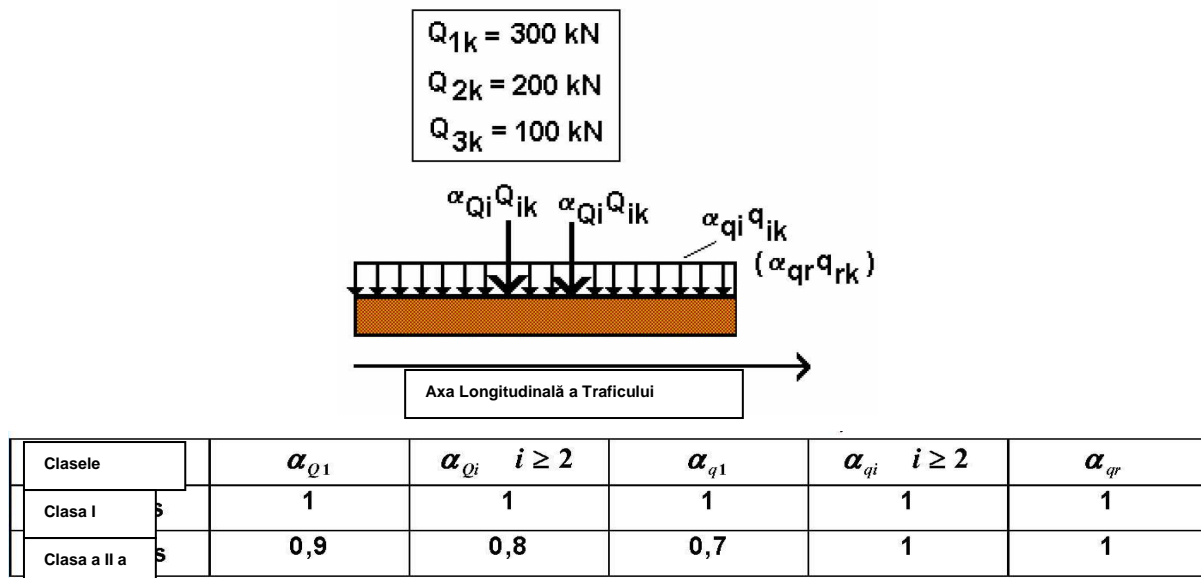 Q1k = 300 kN
Q2k = 200 kN
Q3k = 100 kN
αQiQik αQiQik αqiqik
(αqrqrk)
Axa Longitudinală a Traficului
Clasele αQ1 αQi i ≥ 2 αq1 αqi i ≥ 2 αqr
Clasa I s 1 1 1 1 1
Clasa a II a s 0,9 0,8 0,7 1 1